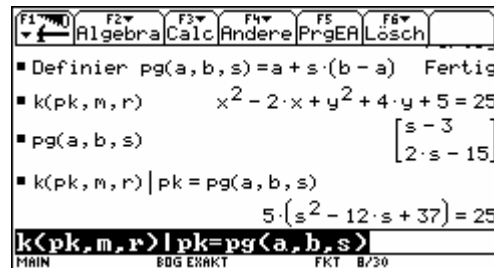 F1 F2 F3 F4 F5 F6
Algebra Calc Andere PrgEA Lösch
▪ Definier pg(a,b,s)=a+s·(b-a) Fertig
▪ k(pk,m,r) x²-2·x+y²+4·y+5=25
▪ pg(a,b,s) [s-3
2·s-15]
▪ k(pk,m,r)|pk=pg(a,b,s)
5·(s²-12·s+37)=25
k(pk,m,r)|pk=pg(a,b,s)
MAIN BOG EXAKT FKT 8/30